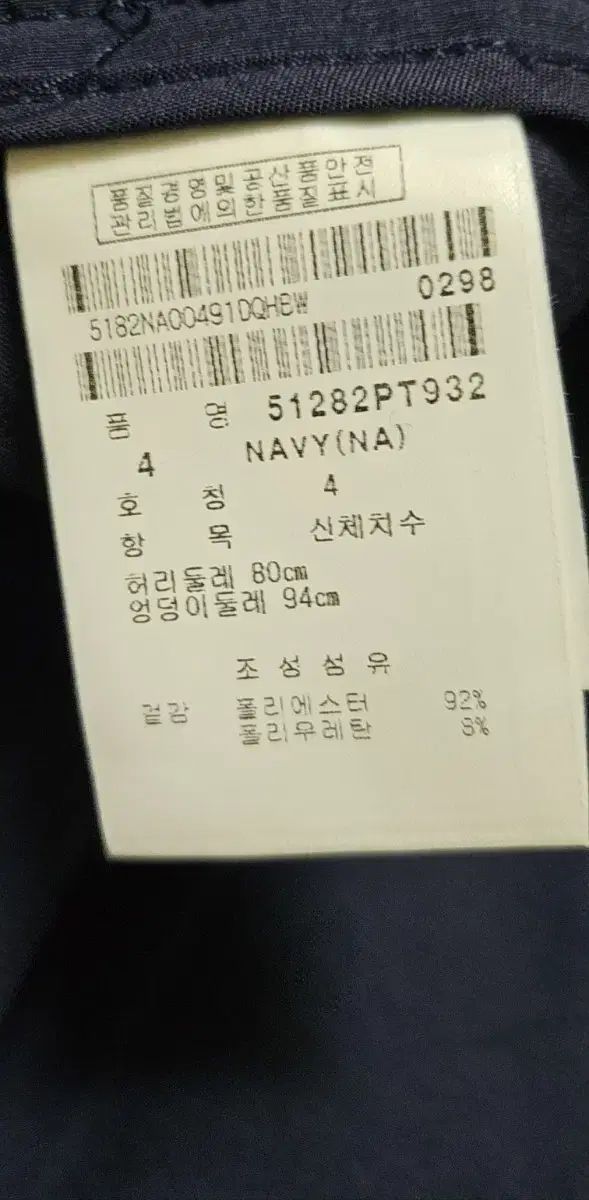 품질경영및공산품안전
관리법에의한품질표시
0298
5182NA00491DQHBW
품 명 51282PT932
4 NAVY(NA)
호 칭 4
항 목 신체치수
허리둘레 80cm
엉덩이둘레 94cm
조 성 섬 유
겉감 폴리에스터 92%
폴리우레탄 8%